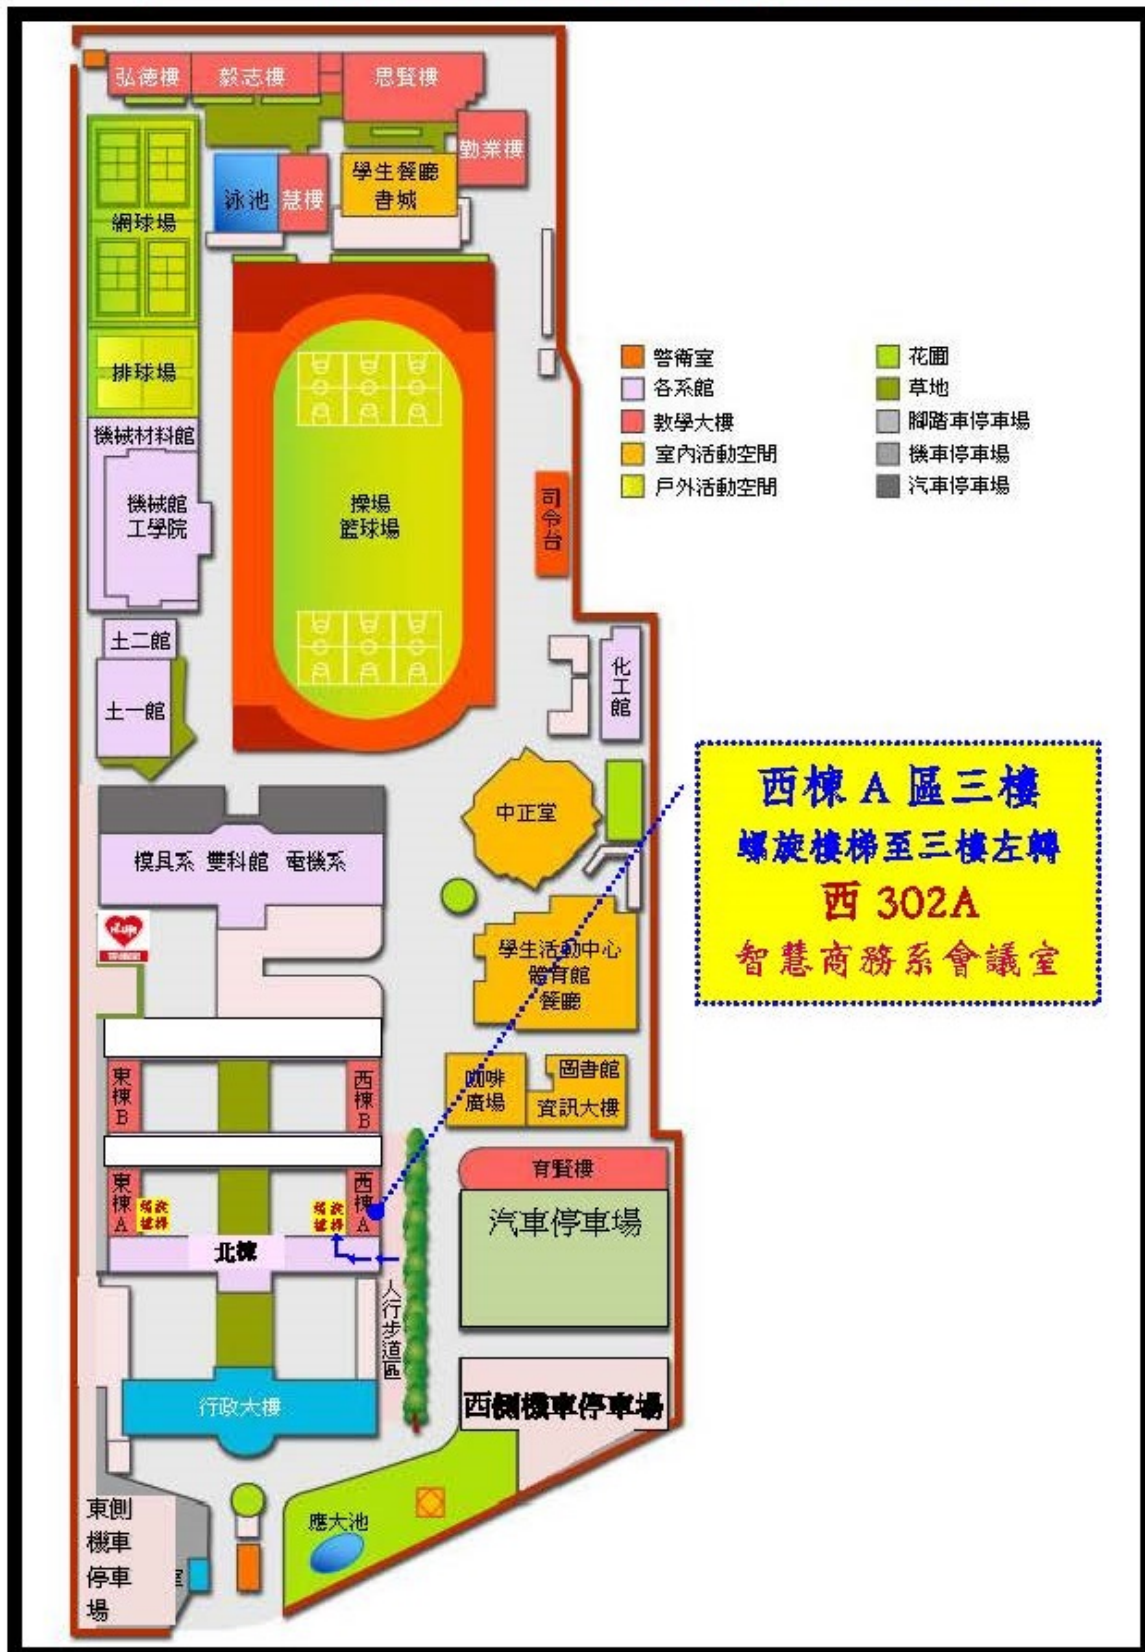 弘德樓
毅志樓
思賢樓
勤業樓
泳池
慧樓
學生餐廳
書城
網球場
排球場
機械材料館
機械館
工學院
操場
籃球場
司令台
警衛室
各系館
教學大樓
室內活動空間
戶外活動空間
花圃
草地
腳踏車停車場
機車停車場
汽車停車場
土二館
土一館
化工館
中正堂
西棟 A 區三樓
螺旋樓梯至三樓左轉
西 302A
智慧商務系會議室
模具系 雙科館 電機系
學生活動中心
體育館
餐廳
東棟B
西棟B
咖啡
廣場
圖書館
資訊大樓
東棟A
螺旋
樓梯
螺旋
樓梯
西棟A
北棟
育賢樓
汽車停車場
人行步道區
行政大樓
西側機車停車場
應大池
東側
機車
停車
場
室